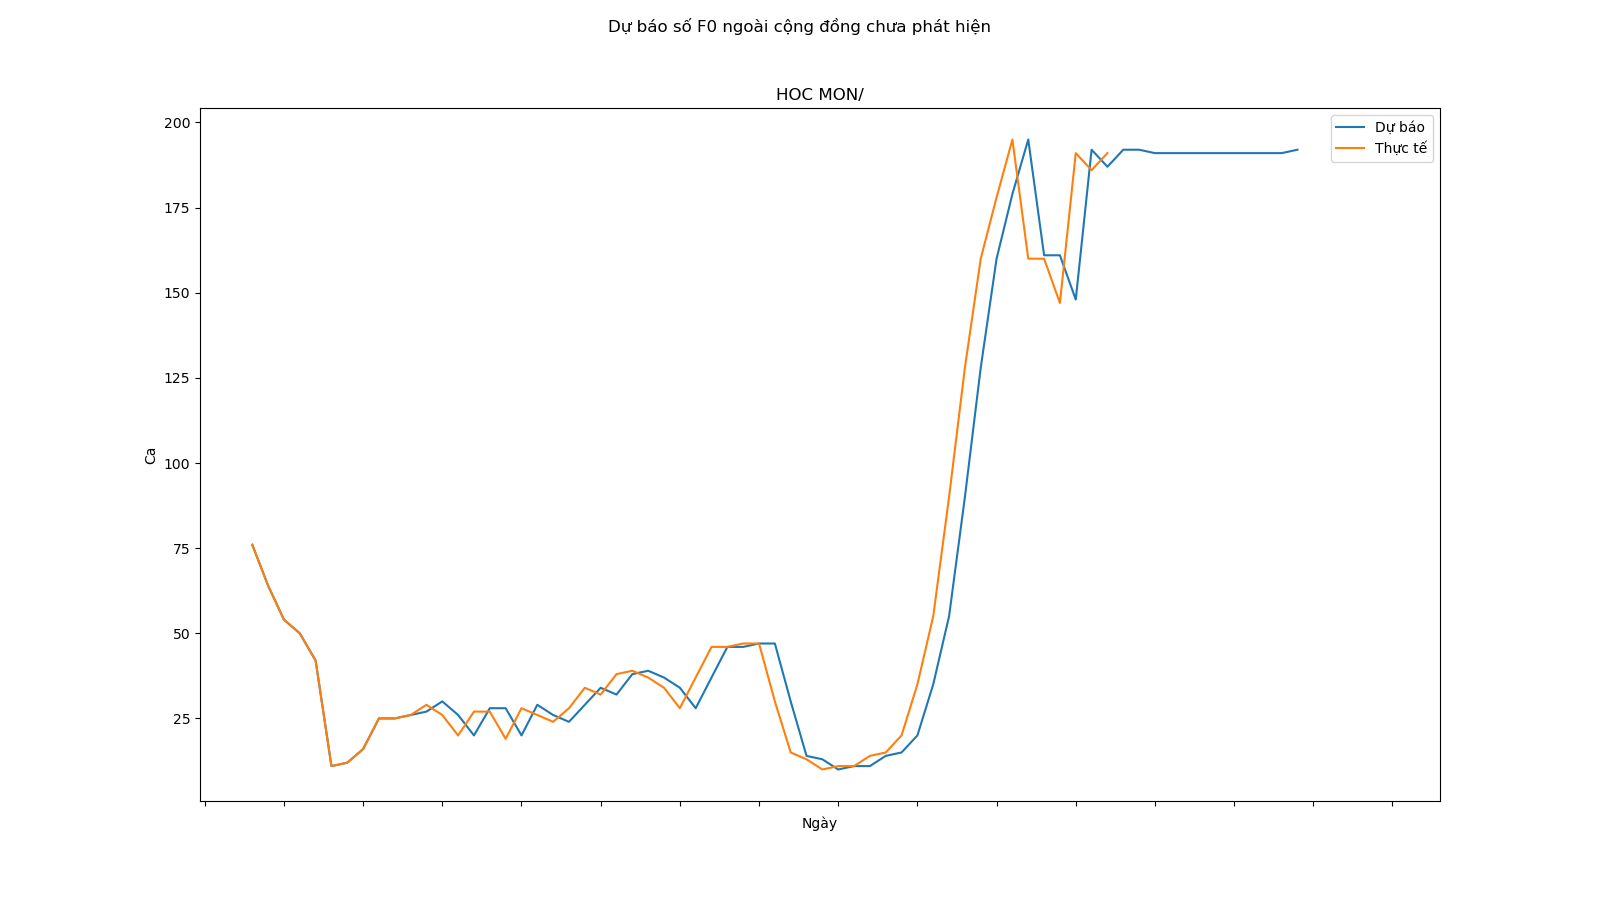 Dự báo số F0 ngoài cộng đồng chưa phát hiện
HOC MON/
200
175
150
125
100
75
50
25
Ca
Ngày
Dự báo
Thực tế